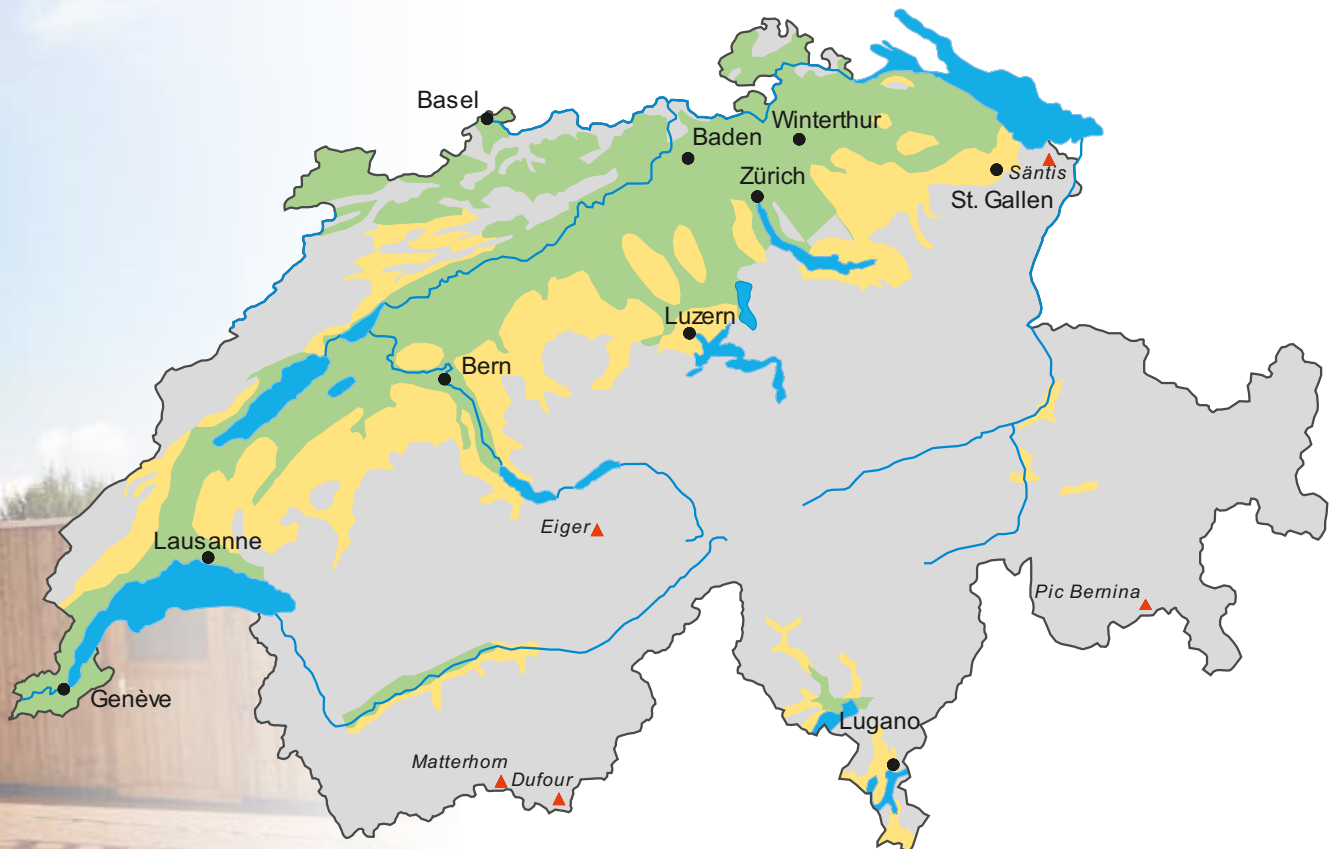 Basel
Baden
Winterthur
Zürich
Säntis
St. Gallen
Luzern
Bern
Eiger
Lausanne
Pic Bernina
Genève
Lugano
Matterhorn
Dufour